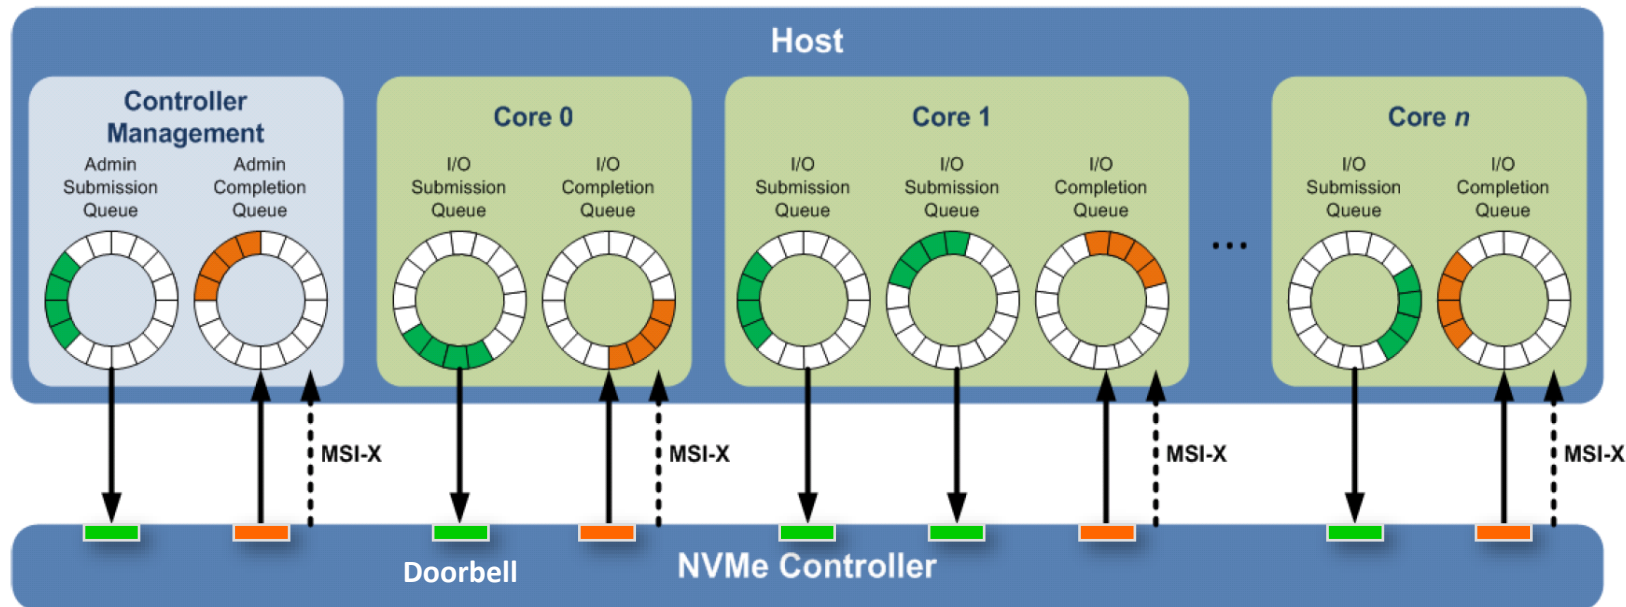 Host
Controller
Management
Admin
Submission
Queue
Admin
Completion
Queue
Core 0
I/O
Submission
Queue
I/O
Completion
Queue
Core 1
I/O
Submission
Queue
I/O
Submission
Queue
I/O
Completion
Queue
...
Core n
I/O
Submission
Queue
I/O
Completion
Queue
MSI-X
MSI-X
MSI-X
MSI-X
Doorbell
NVMe Controller